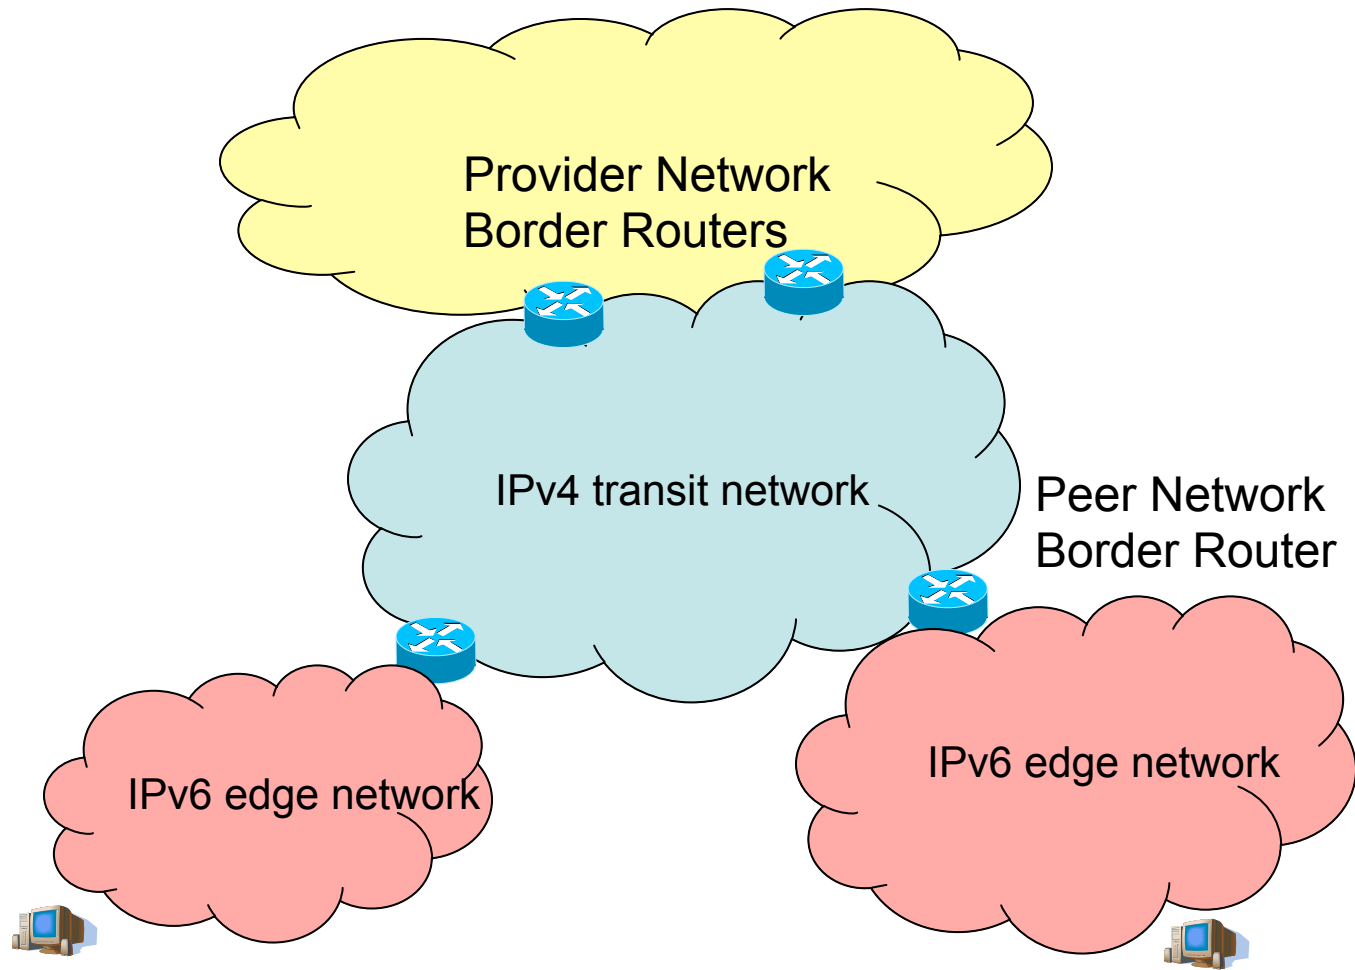 Provider Network
Border Routers
IPv4 transit network
Peer Network
Border Router
IPv6 edge network
IPv6 edge network